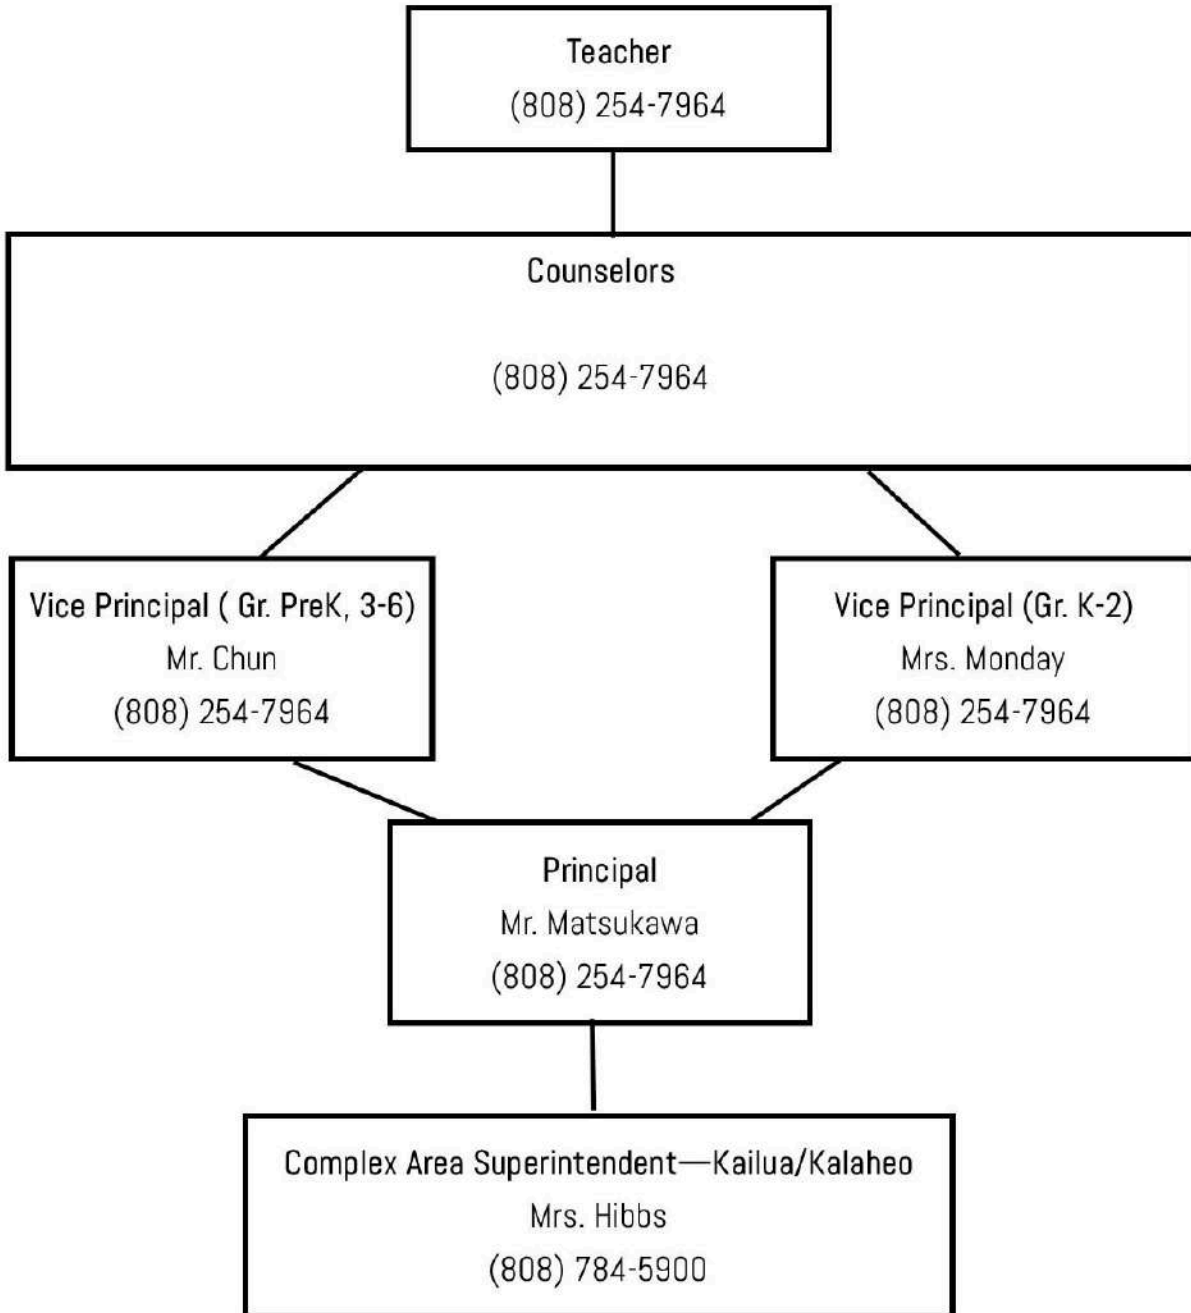 Teacher
(808) 254-7964
Counselors
(808) 254-7964
Vice Principal ( Gr. PreK, 3-6)
Mr. Chun
(808) 254-7964
Vice Principal (Gr. K-2)
Mrs. Monday
(808) 254-7964
Principal
Mr. Matsukawa
(808) 254-7964
Complex Area Superintendent—Kailua/Kalaheo
Mrs. Hibbs
(808) 784-5900